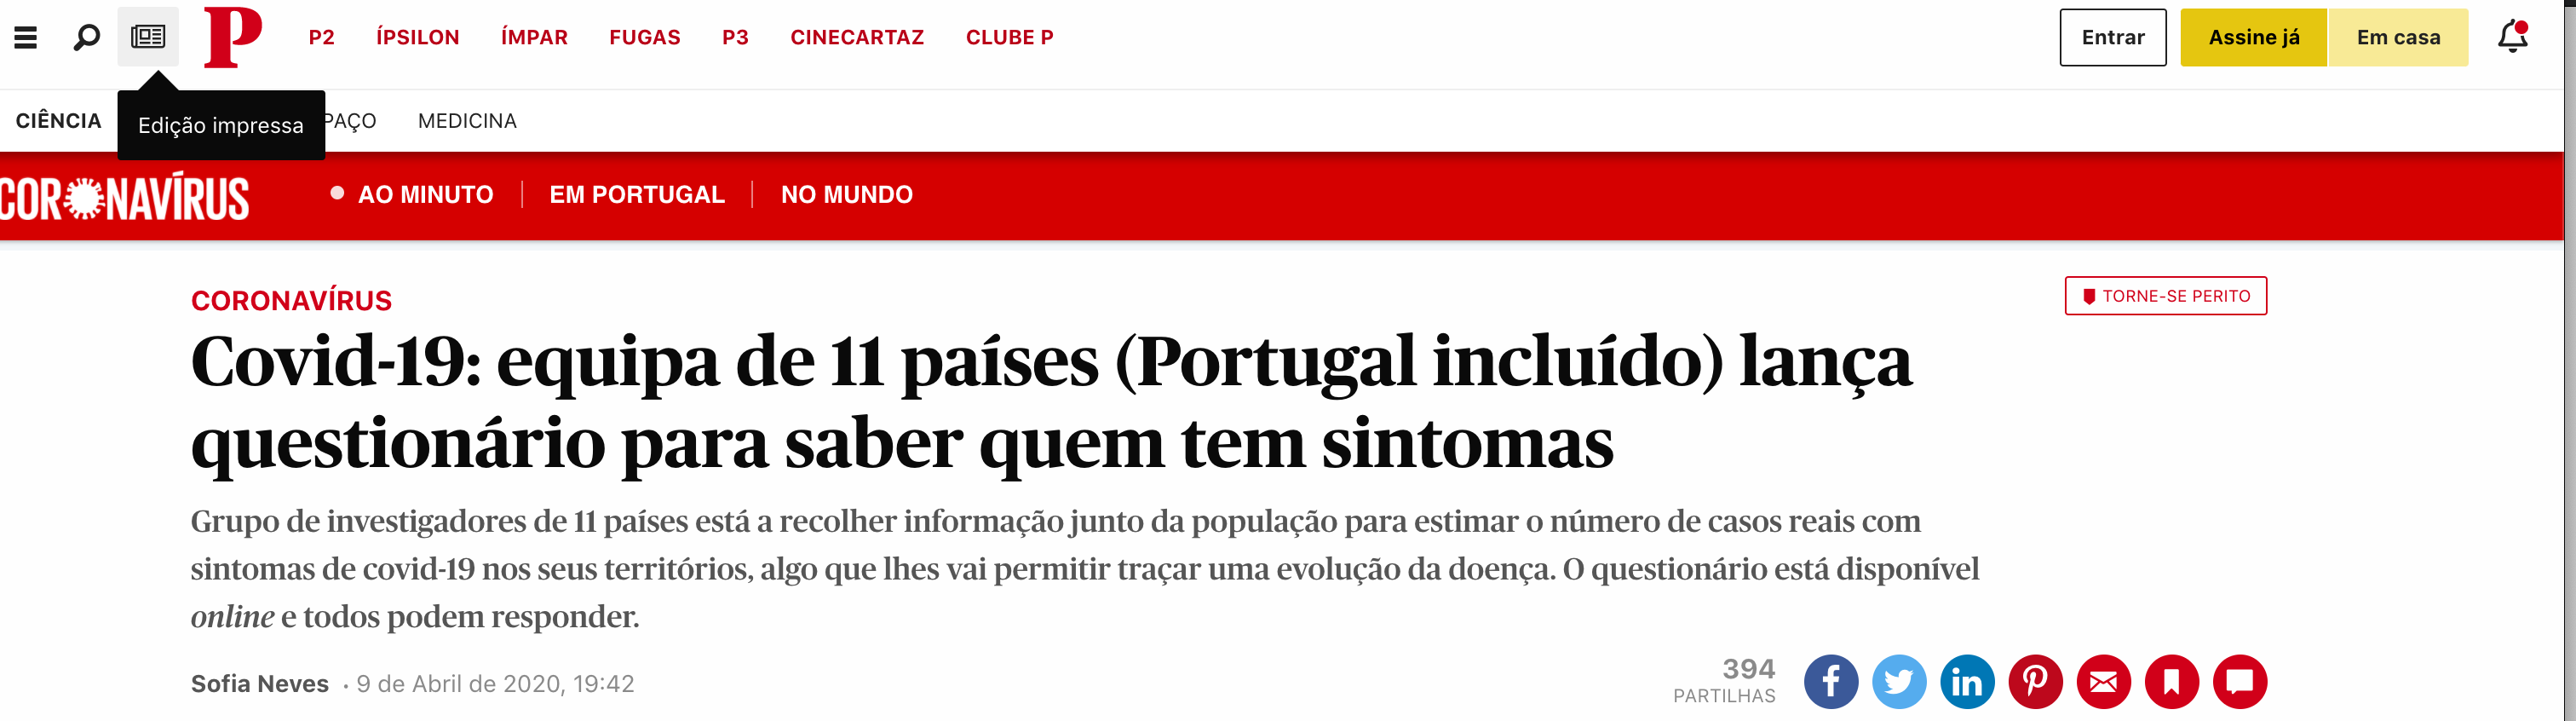 P P2 ÍPSILON ÍMPAR FUGAS P3 CINECARTAZ CLUBE P Entrar Assine já Em casa
CIÊNCIA Edição impressa MEDICINA
CORONAVÍRUS AO MINUTO EM PORTUGAL NO MUNDO
CORONAVÍRUS
TORNE-SE PERITO
Covid-19: equipa de 11 países (Portugal incluído) lança
questionário para saber quem tem sintomas
Grupo de investigadores de 11 países está a recolher informação junto da população para estimar o número de casos reais com
sintomas de covid-19 nos seus territórios, algo que lhes vai permitir traçar uma evolução da doença. O questionário está disponível
online e todos podem responder.
Sofia Neves · 9 de Abril de 2020, 19:42
394
PARTILHAS